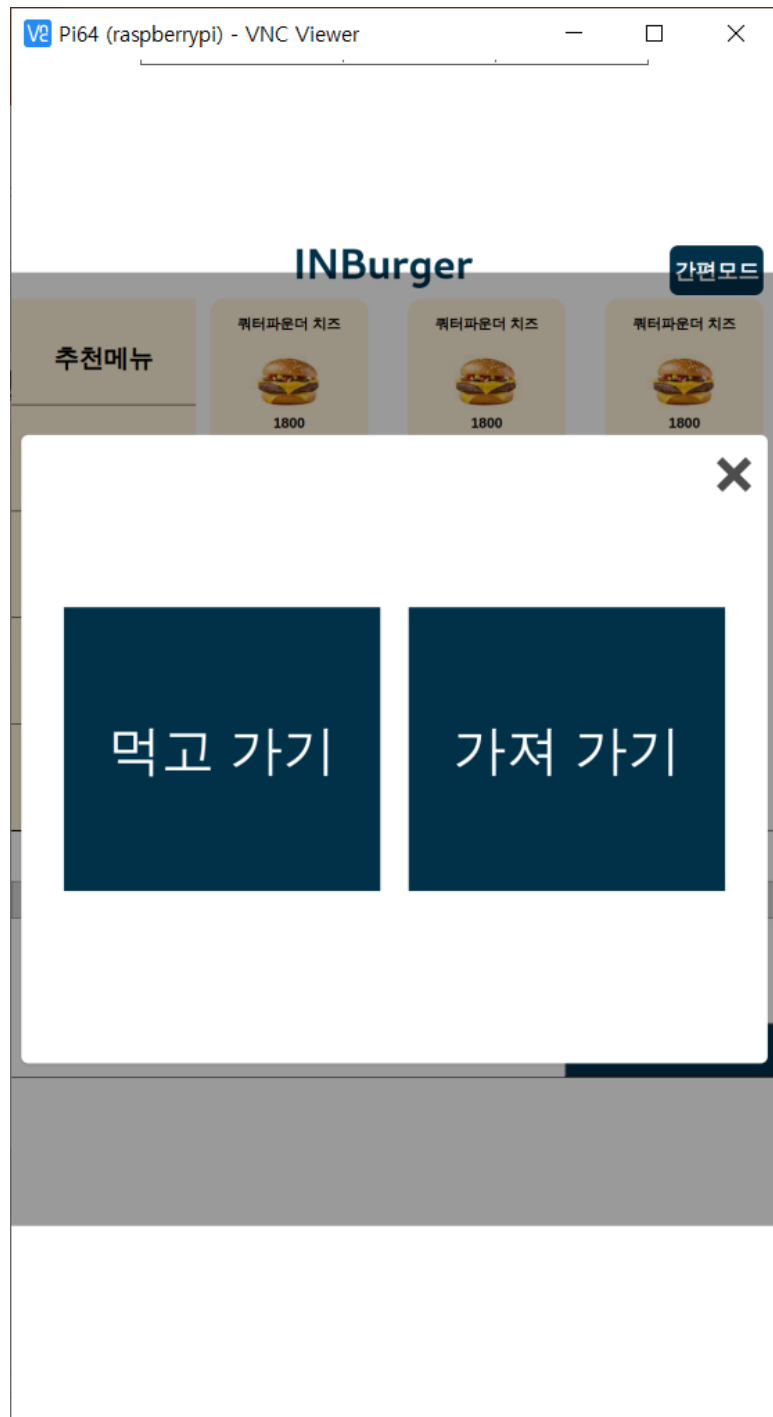 Pi64 (raspberrypi) - VNC Viewer
INBurger
간편모드
추천메뉴
쿼터파운더 치즈
1800
쿼터파운더 치즈
1800
쿼터파운더 치즈
1800
먹고 가기
가져 가기